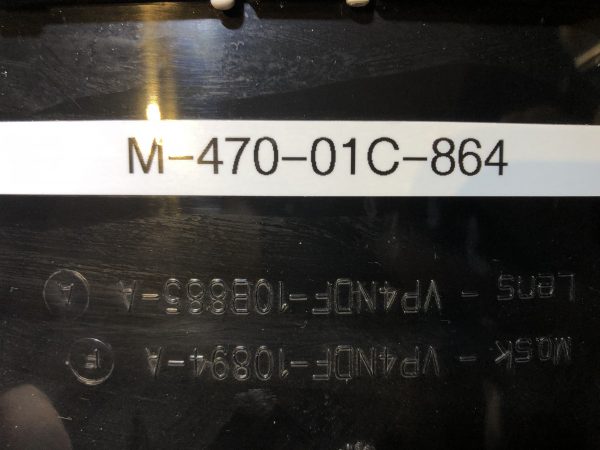 M-470-01C-864
Mask - VP4NDF-10894-A F
Lens - VP4NDF-10B885-A A